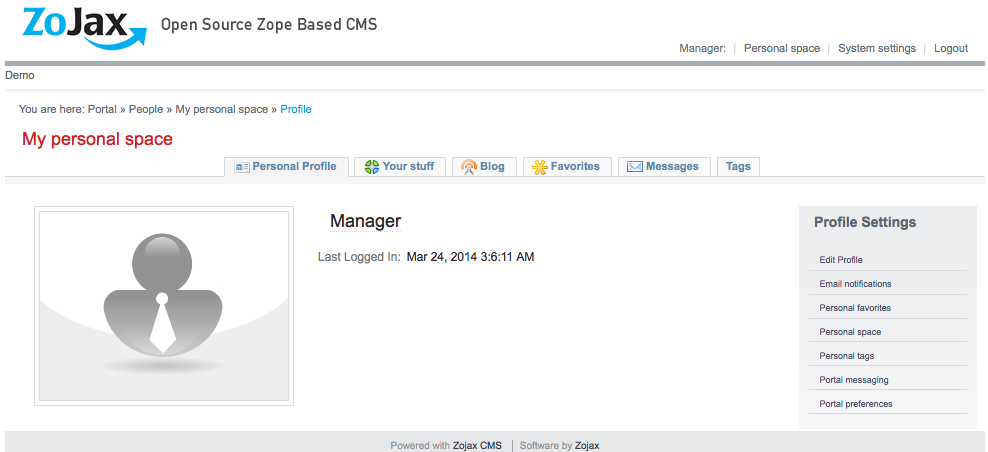 ZoJax Open Source Zope Based CMS
Manager: | Personal space | System settings | Logout
Demo
You are here: Portal » People » My personal space » Profile
My personal space
Personal Profile Your stuff Blog Favorites Messages Tags
Manager
Last Logged In: Mar 24, 2014 3:6:11 AM
Profile Settings
Edit Profile
Email notifications
Personal favorites
Personal space
Personal tags
Portal messaging
Portal preferences
Powered with Zojax CMS | Software by Zojax